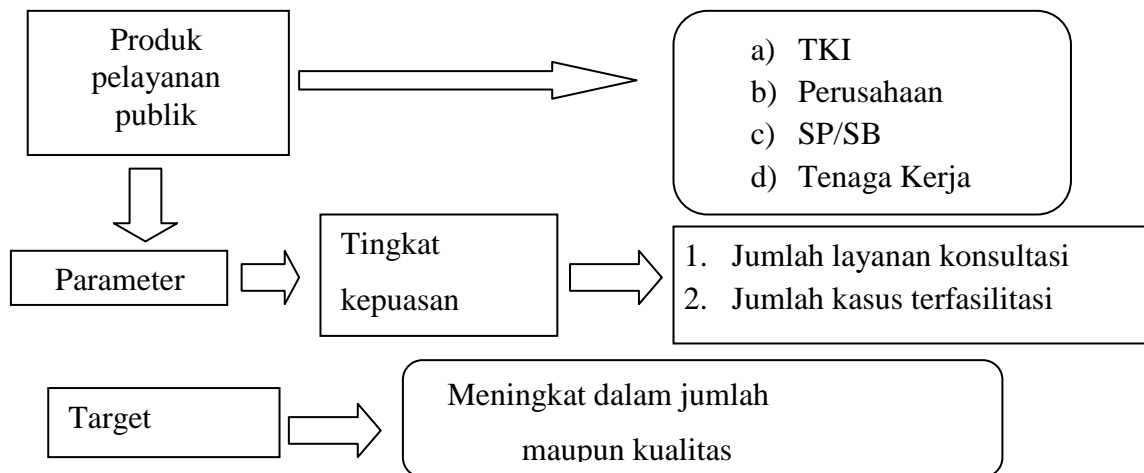 Produk
pelayanan
publik
a) TKI
b) Perusahaan
c) SP/SB
d) Tenaga Kerja
Parameter
Tingkat
kepuasan
1. Jumlah layanan konsultasi
2. Jumlah kasus terfasilitasi
Target
Meningkat dalam jumlah
maupun kualitas